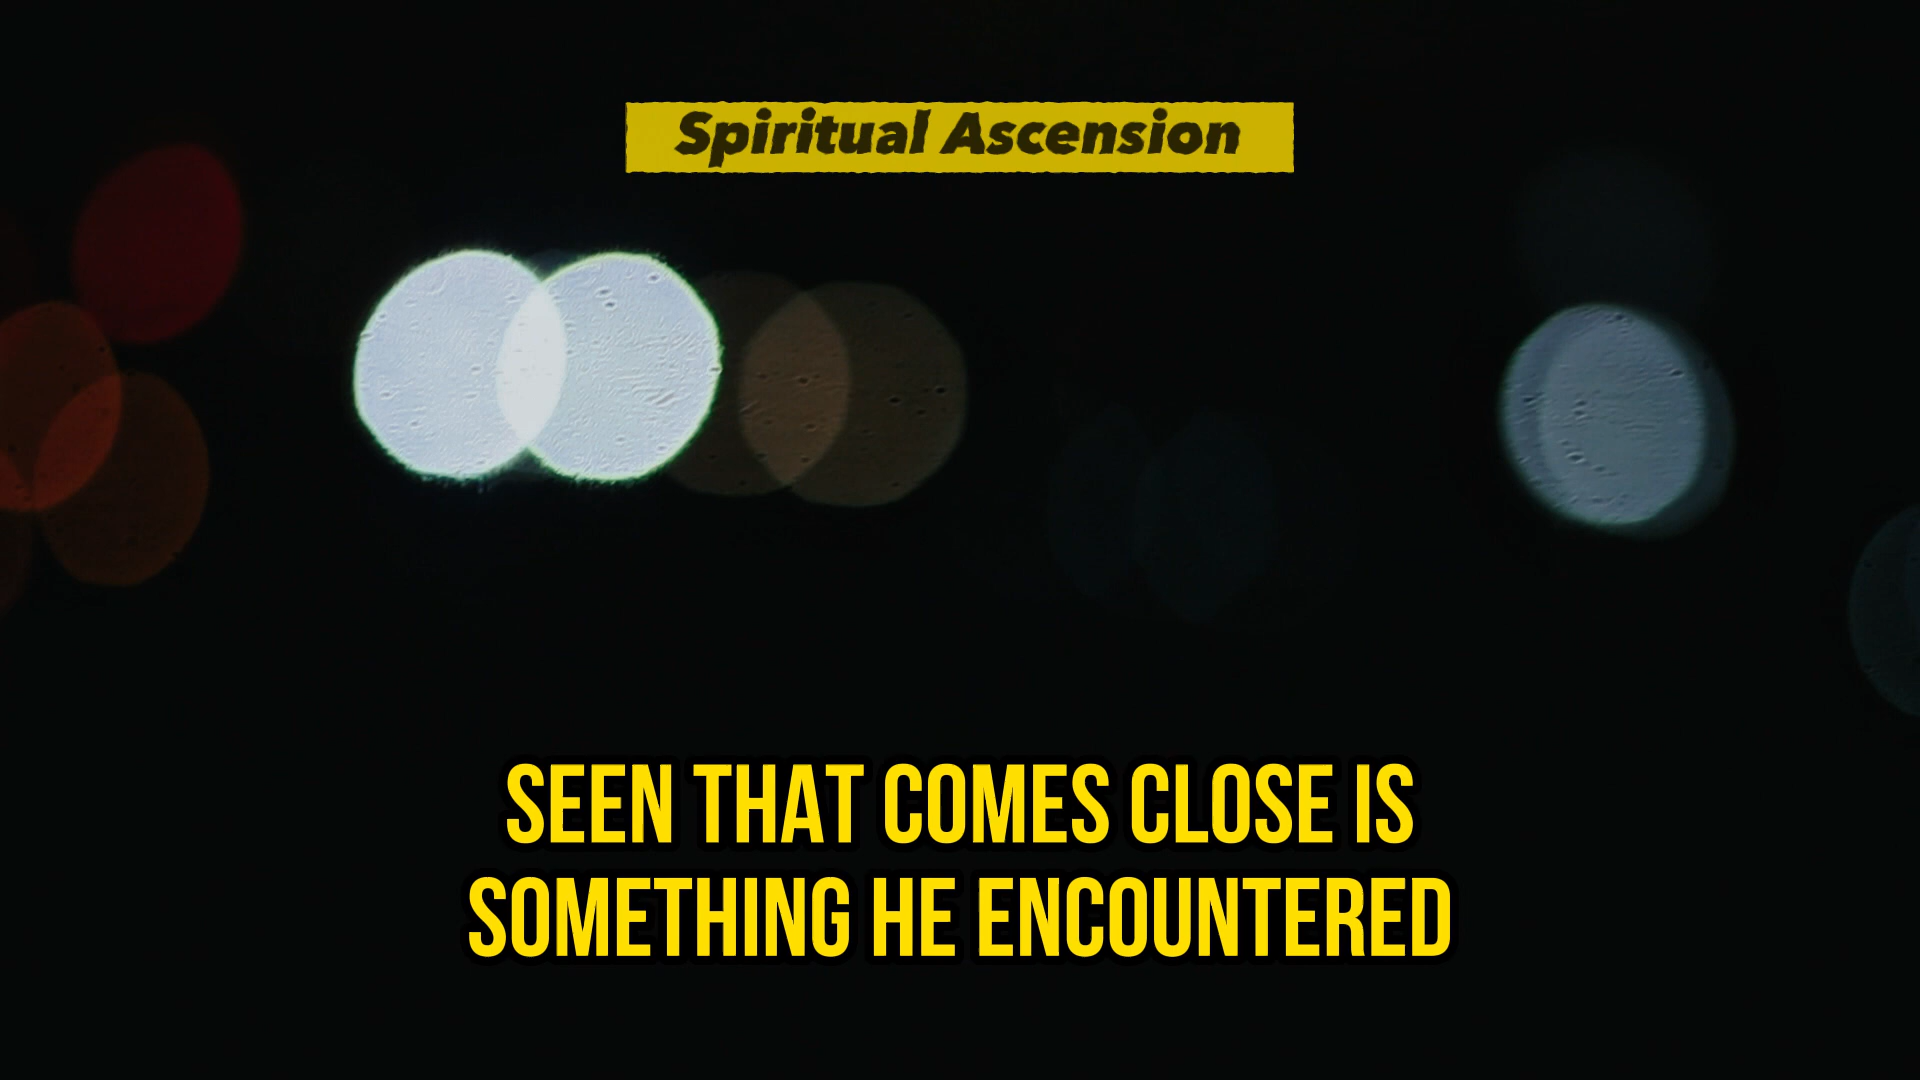 Spiritual Ascension
SEEN THAT COMES CLOSE IS
SOMETHING HE ENCOUNTERED